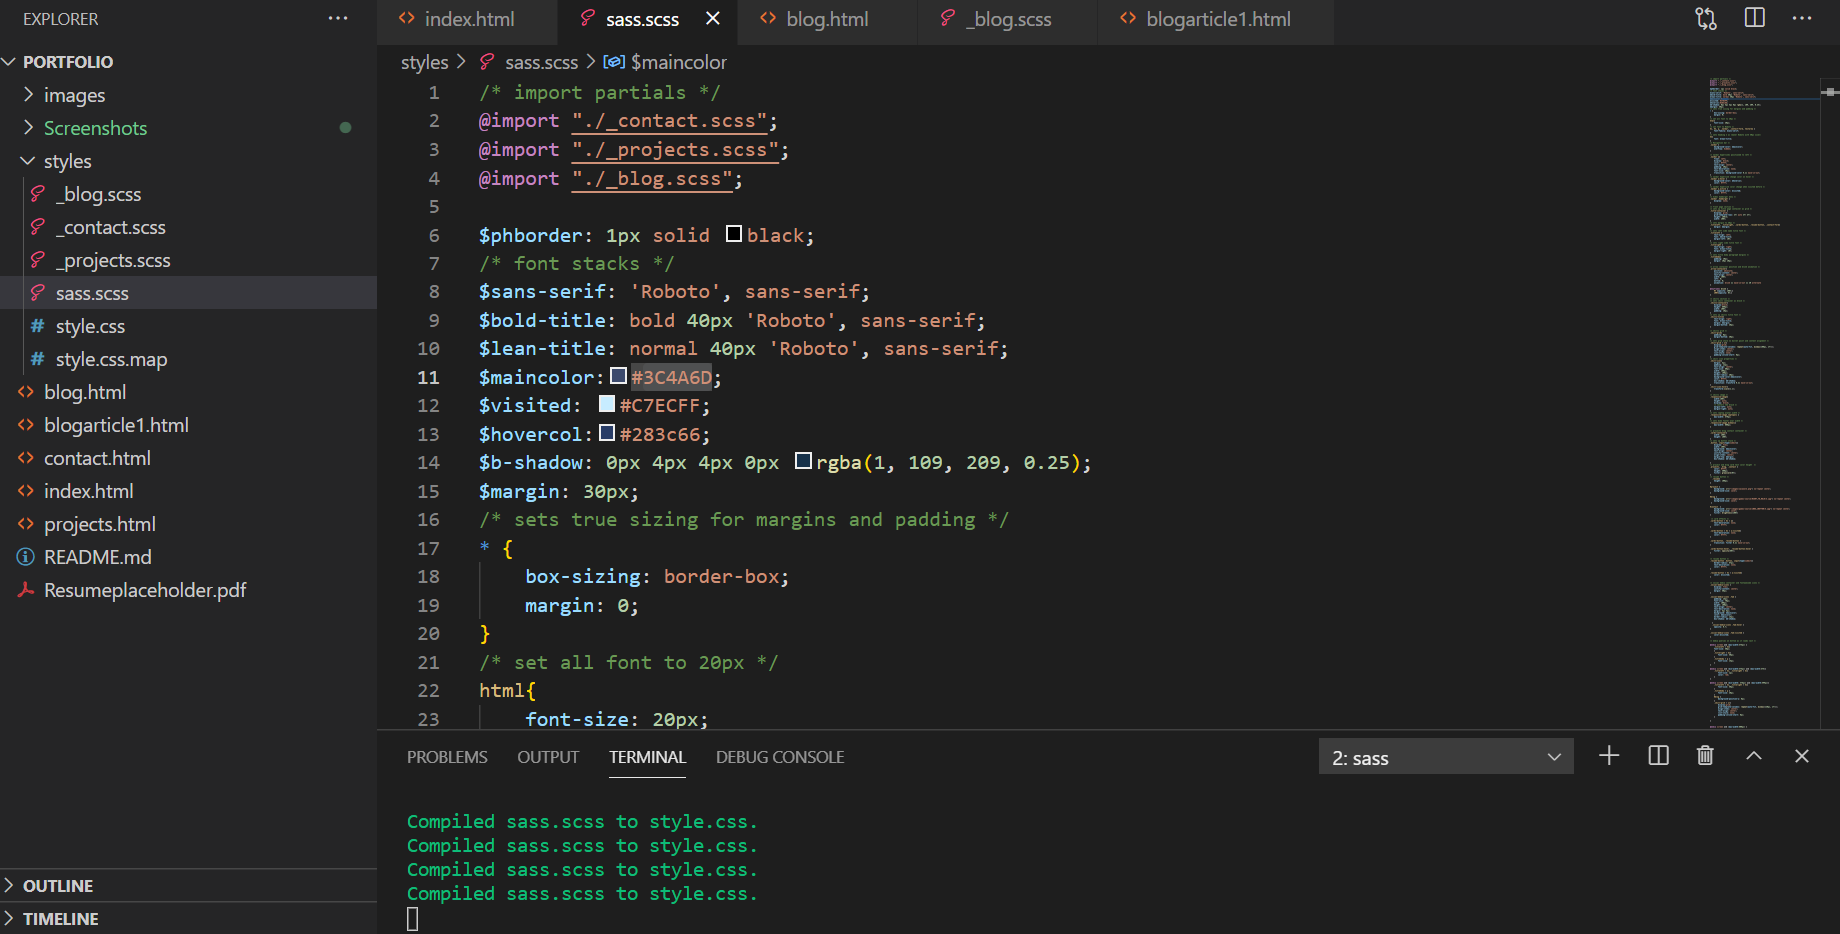 EXPLORER
PORTFOLIO
images
Screenshots
styles
_blog.scss
_contact.scss
_projects.scss
sass.scss
style.css
style.css.map
blog.html
blogarticle1.html
contact.html
index.html
projects.html
README.md
Resumeplaceholder.pdf
OUTLINE
TIMELINE
index.html sass.scss blog.html _blog.scss blogarticle1.html
styles > sass.scss > $maincolor
1 /* import partials */
2 @import "./_contact.scss";
3 @import "./_projects.scss";
4 @import "./_blog.scss";
5
6 $phborder: 1px solid black;
7 /* font stacks */
8 $sans-serif: 'Roboto', sans-serif;
9 $bold-title: bold 40px 'Roboto', sans-serif;
10 $lean-title: normal 40px 'Roboto', sans-serif;
11 $maincolor: #3C4A6D;
12 $visited: #C7ECFF;
13 $hovercol: #283c66;
14 $b-shadow: 0px 4px 4px 0px rgba(1, 109, 209, 0.25);
15 $margin: 30px;
16 /* sets true sizing for margins and padding */
17 * {
18 box-sizing: border-box;
19 margin: 0;
20 }
21 /* set all font to 20px */
22 html{
23 font-size: 20px;
PROBLEMS OUTPUT TERMINAL DEBUG CONSOLE 2: sass
Compiled sass.scss to style.css.
Compiled sass.scss to style.css.
Compiled sass.scss to style.css.
Compiled sass.scss to style.css.